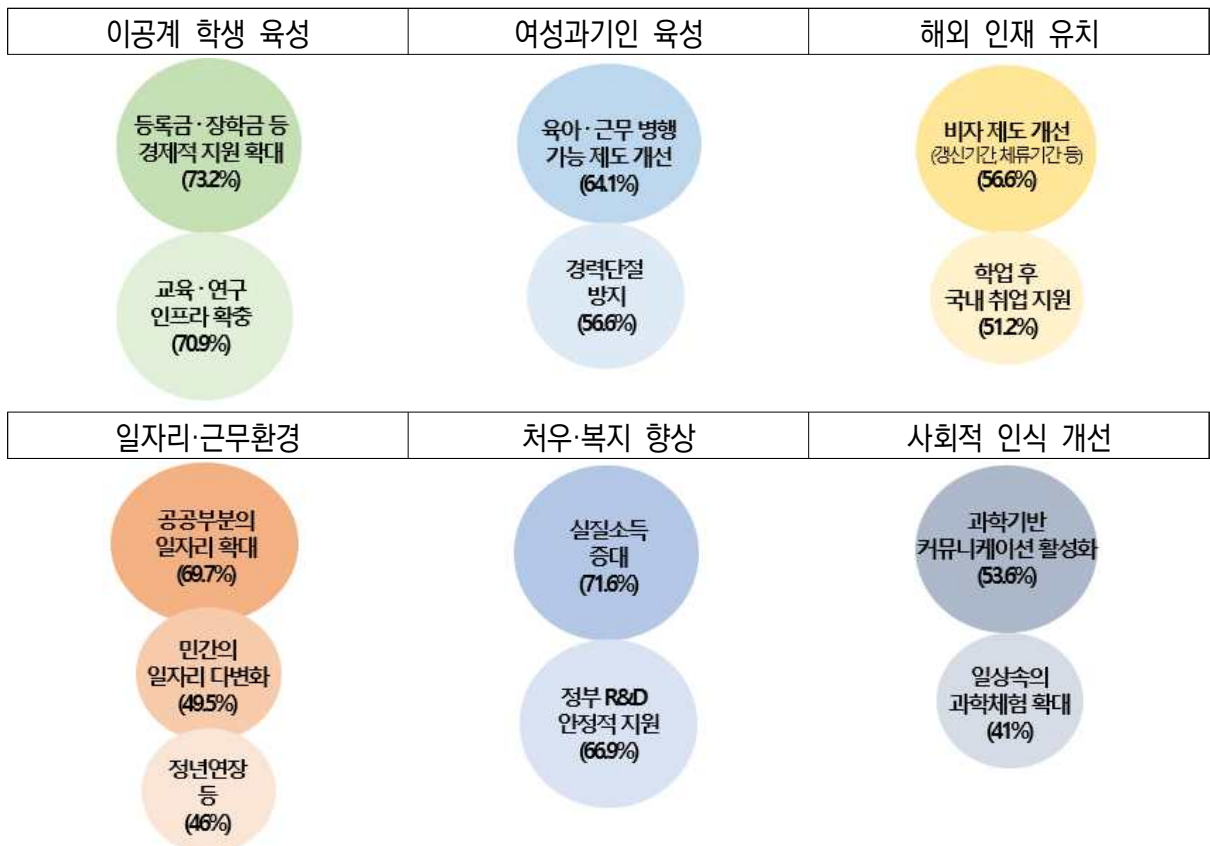 이공계 학생 육성
여성과기인 육성
해외 인재 유치
등록금·장학금 등
경제적 지원 확대
(73.2%)
육아·근무 병행
가능 제도 개선
(64.1%)
비자 제도 개선
(갱신기간, 체류기간 등)
(56.6%)
교육·연구
인프라 확충
(70.9%)
경력단절
방지
(56.6%)
학업 후
국내 취업 지원
(51.2%)
일자리·근무환경
처우·복지 향상
사회적 인식 개선
공공부분의
일자리 확대
(69.7%)
실질소득
증대
(71.6%)
과학기반
커뮤니케이션 활성화
(53.6%)
민간의
일자리 다변화
(49.5%)
정부 R&D
안정적 지원
(66.9%)
일상속의
과학체험 확대
(41%)
정년연장
등
(46%)